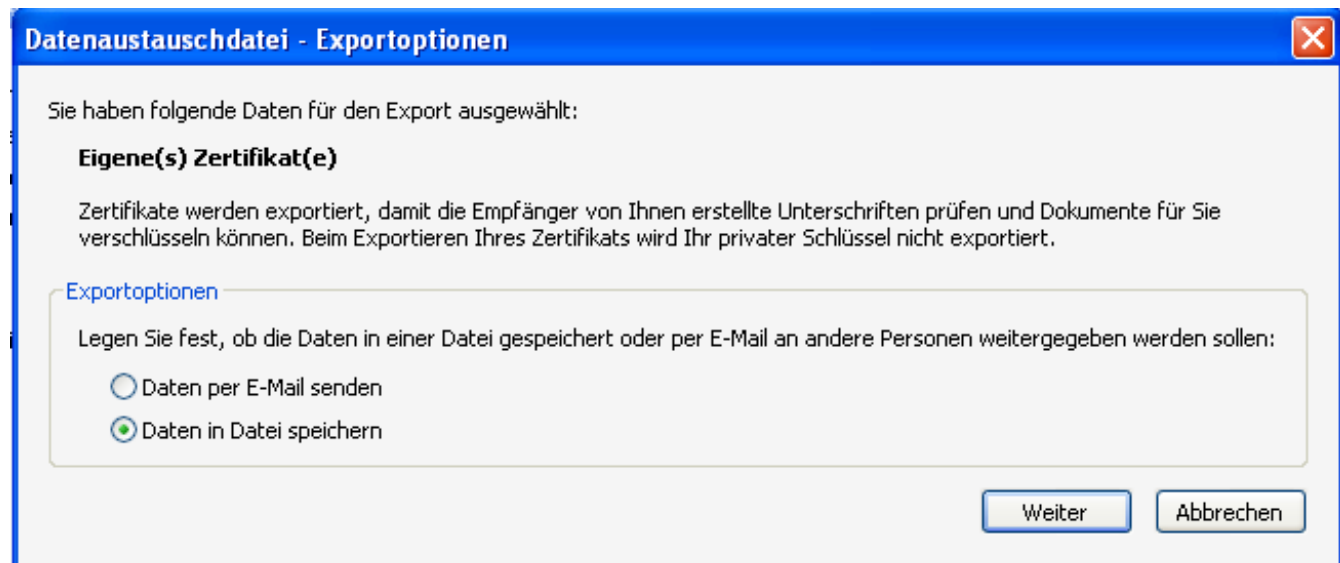 Datenaustauschdatei - Exportoptionen
Sie haben folgende Daten für den Export ausgewählt:
Eigene(s) Zertifikat(e)
Zertifikate werden exportiert, damit die Empfänger von Ihnen erstellte Unterschriften prüfen und Dokumente für Sie
verschlüsseln können. Beim Exportieren Ihres Zertifikats wird Ihr privater Schlüssel nicht exportiert.
Exportoptionen
Legen Sie fest, ob die Daten in einer Datei gespeichert oder per E-Mail an andere Personen weitergegeben werden sollen:
Daten per E-Mail senden
Daten in Datei speichern
Weiter
Abbrechen